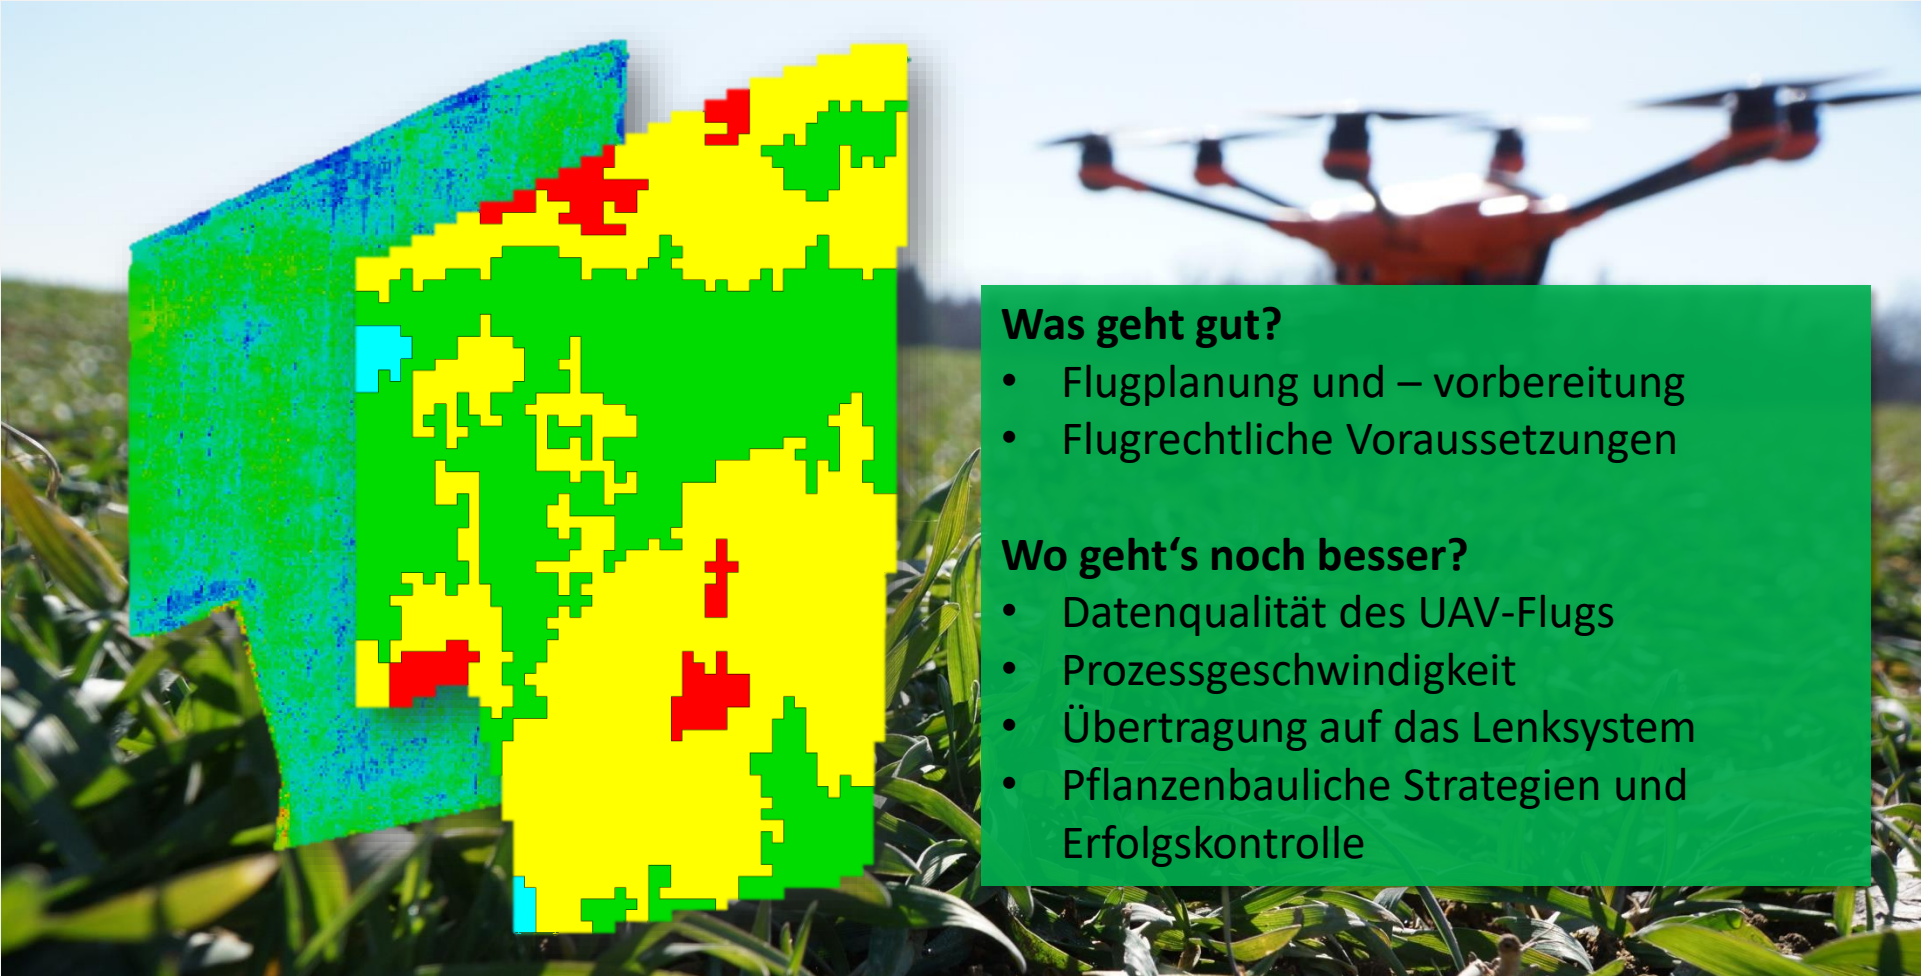 Was geht gut?
• Flugplanung und – vorbereitung
• Flugrechtliche Voraussetzungen
Wo geht‘s noch besser?
• Datenqualität des UAV-Flugs
• Prozessgeschwindigkeit
• Übertragung auf das Lenksystem
• Pflanzenbauliche Strategien und
Erfolgskontrolle